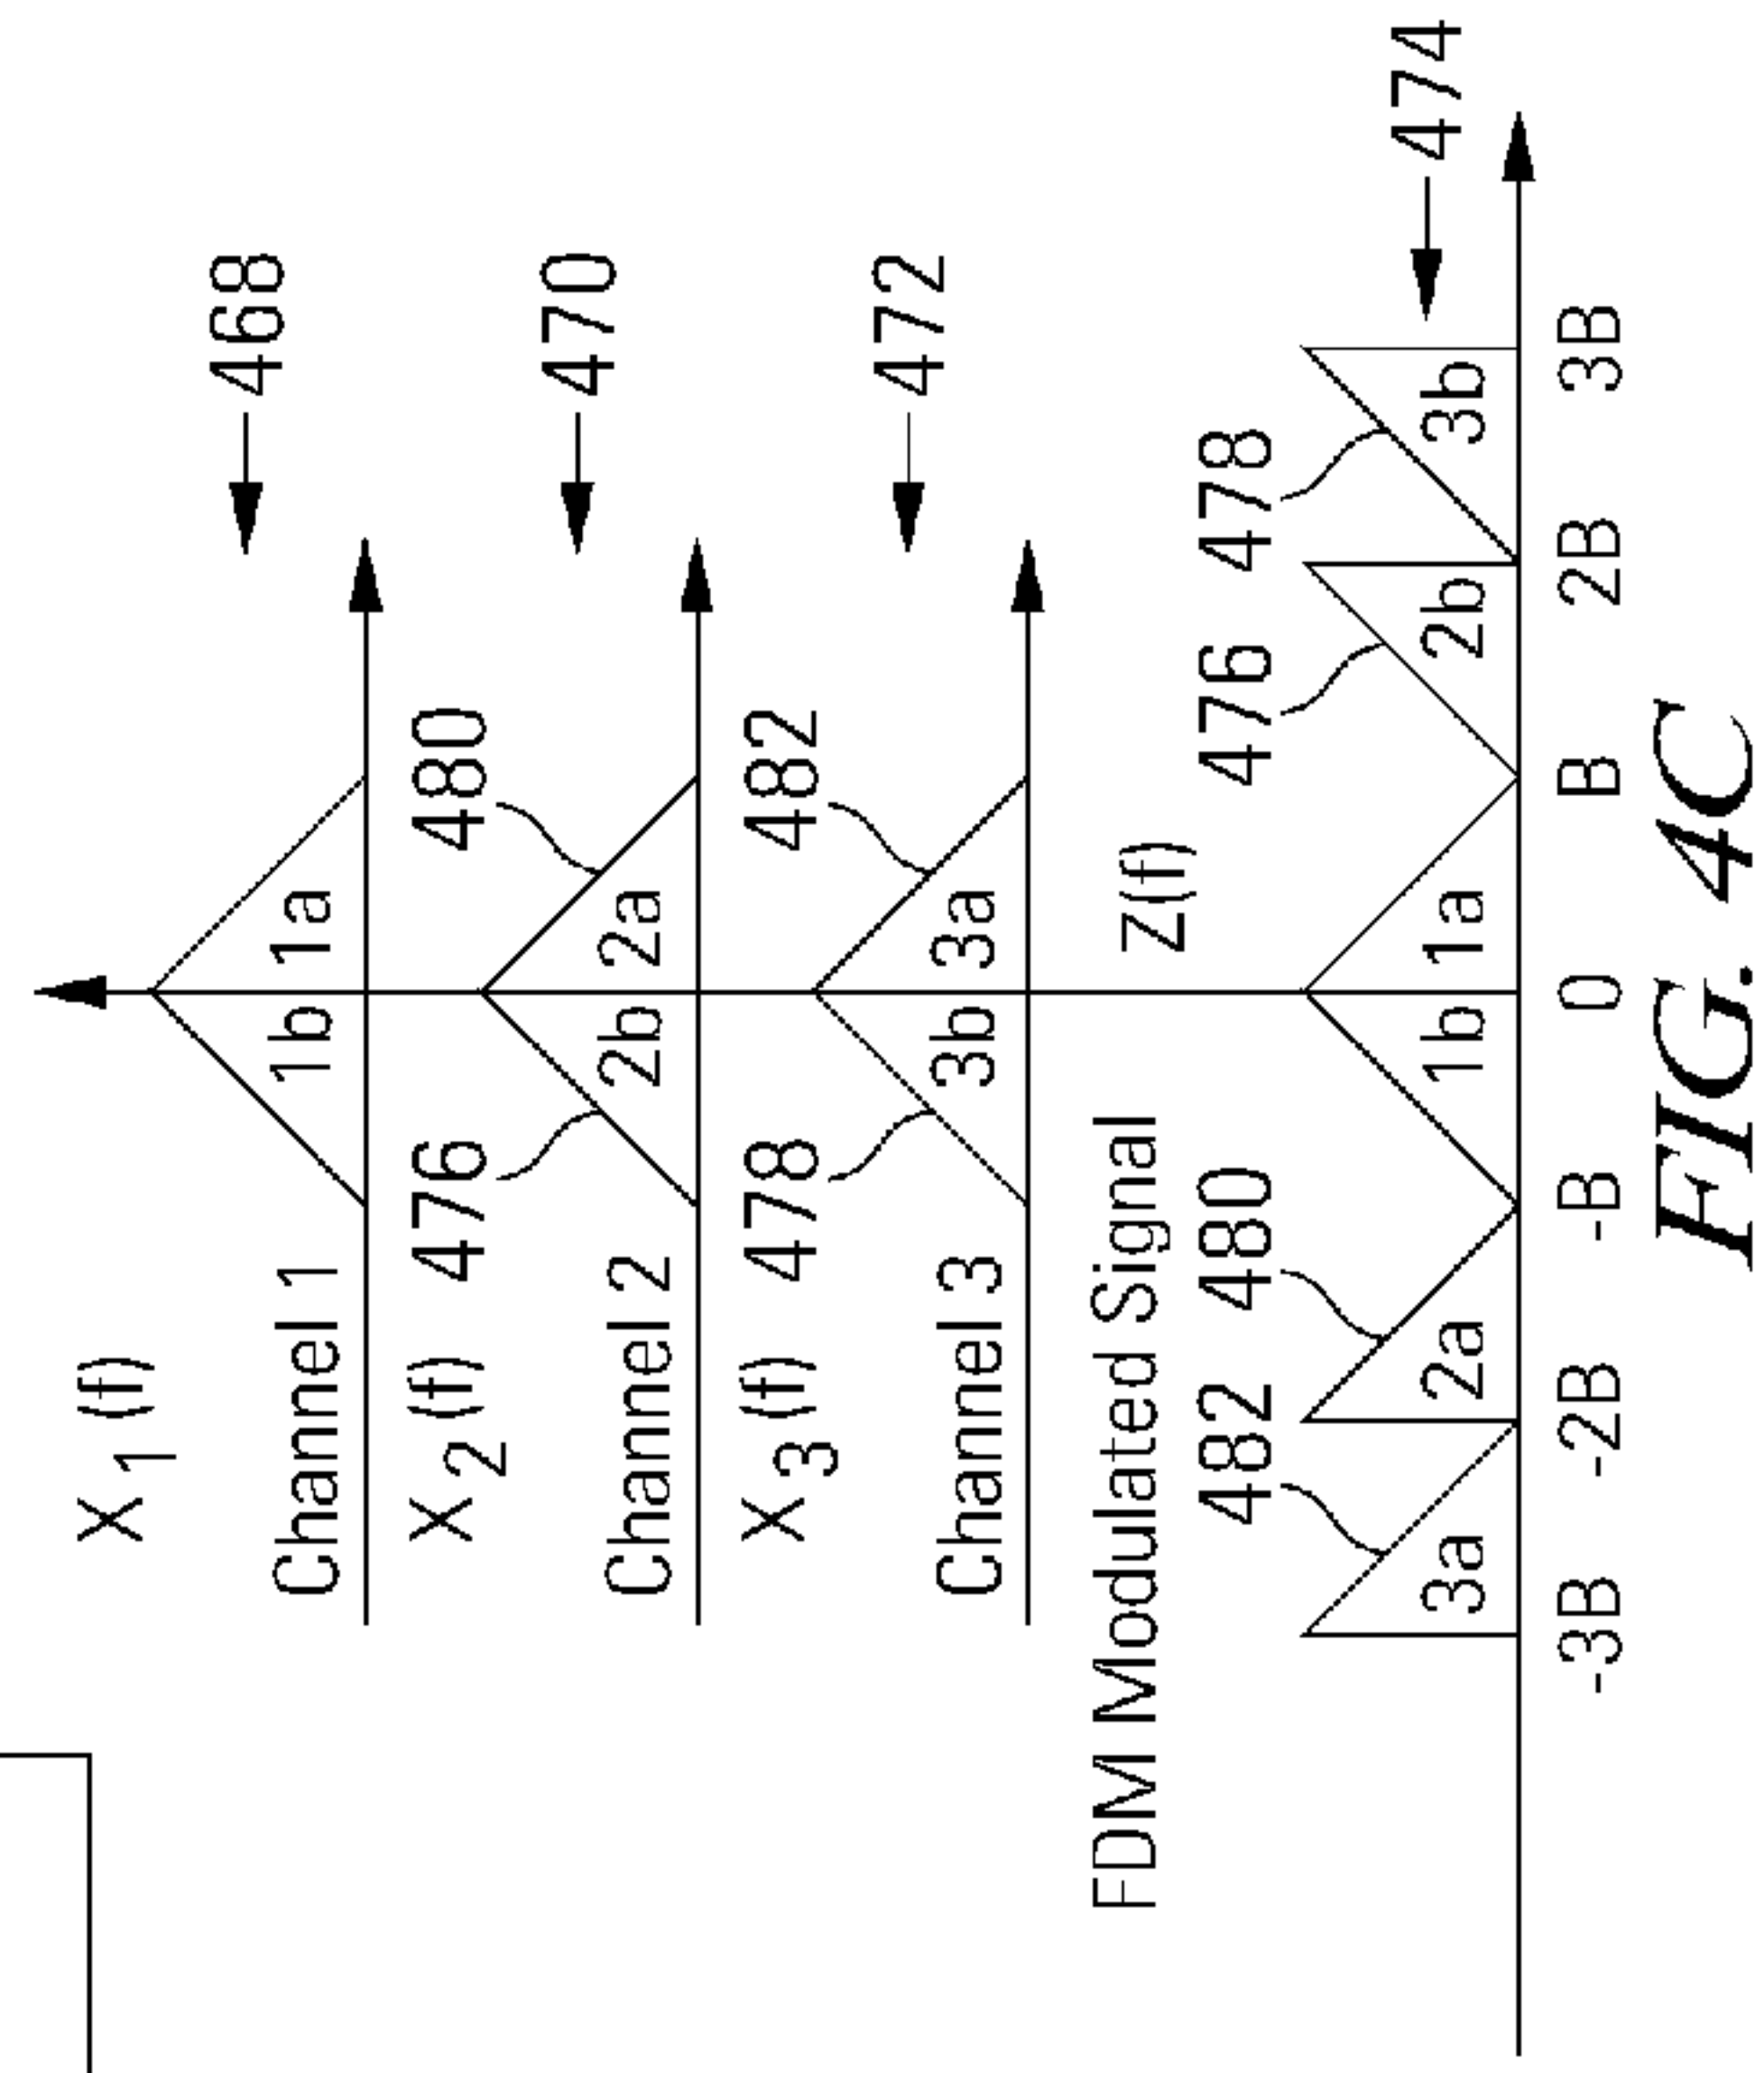 X1(f)
468
Channel 1
1b
1a
X2(f)
476
480
470
Channel 2
2b
2a
X3(f)
478
482
472
Channel 3
3b
3a
FDM Modulated Signal
Z(f)
482
480
476
478
474
3a
2a
1b
1a
2b
3b
-3B
-2B
-B
0
B
2B
3B
FIG. 4C